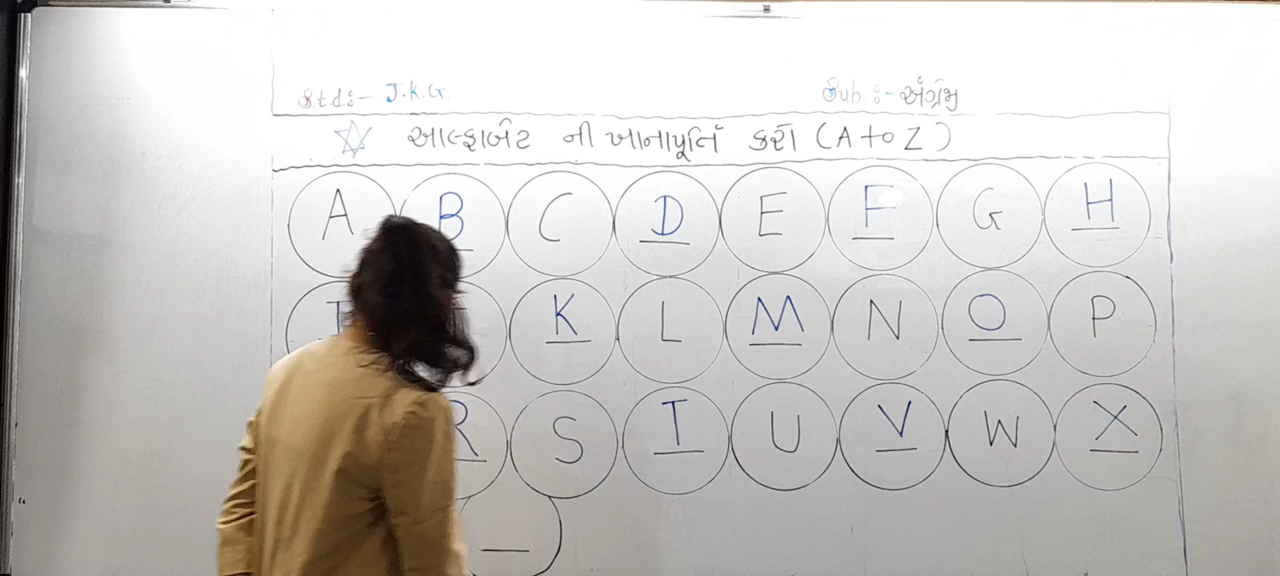 Std:- J.K.G.
Sub:- અંગ્રેજી
આલ્ફાબેટ ની ખાનાપૂર્તિ કરો (A to Z)
A B C D E F G H
I K L M N O P
R S T U V W X